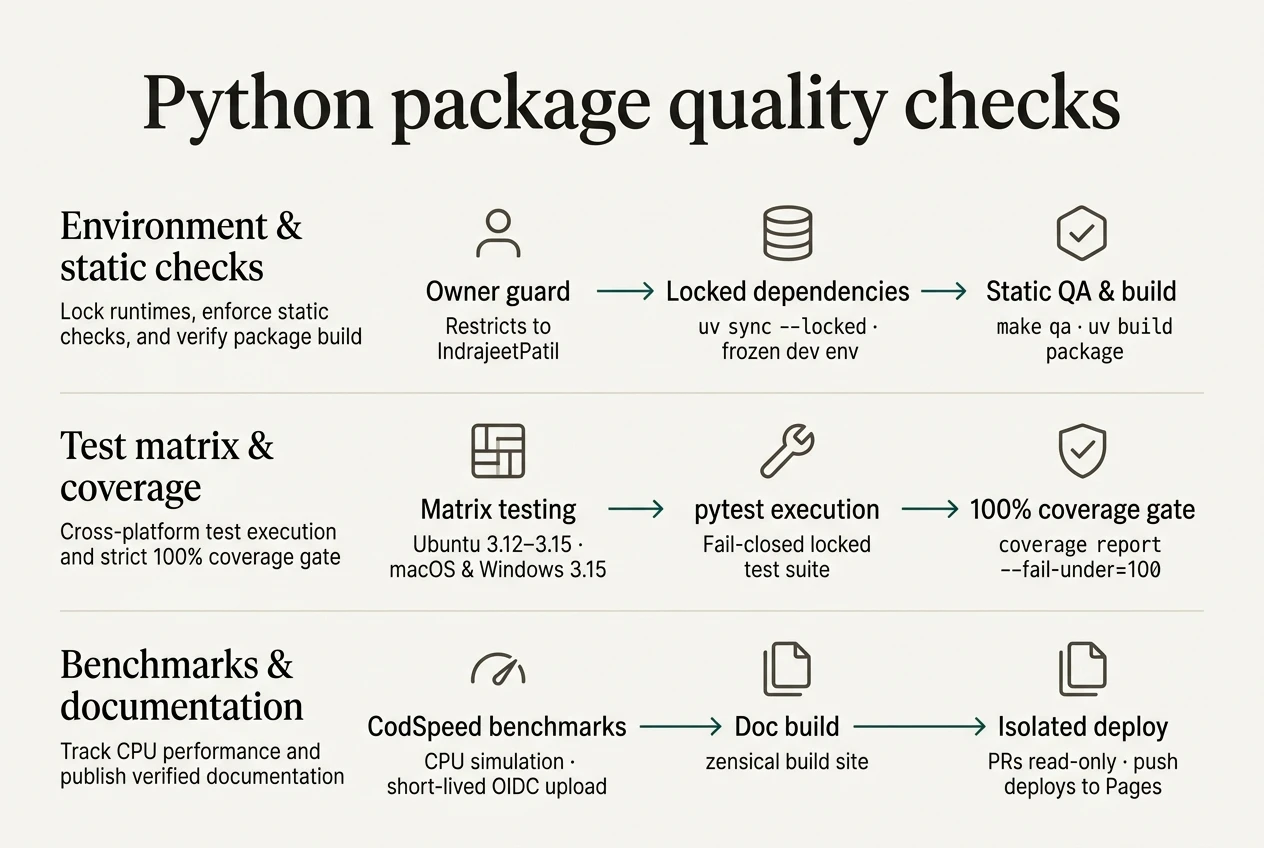 Python package quality checks
Environment &
static checks
Lock runtimes, enforce static
checks, and verify package build
Owner guard
Restricts to
IndrajeetPatil
Locked dependencies
uv sync --locked ·
frozen dev env
Static QA & build
make qa · uv build
package
Test matrix &
coverage
Cross-platform test execution
and strict 100% coverage gate
Matrix testing
Ubuntu 3.12–3.15 ·
macOS & Windows 3.15
pytest execution
Fail-closed locked
test suite
100% coverage gate
coverage report
--fail-under=100
Benchmarks &
documentation
Track CPU performance and
publish verified documentation
CodSpeed benchmarks
CPU simulation ·
short-lived OIDC upload
Doc build
zensical build site
Isolated deploy
PRs read-only · push
deploys to Pages